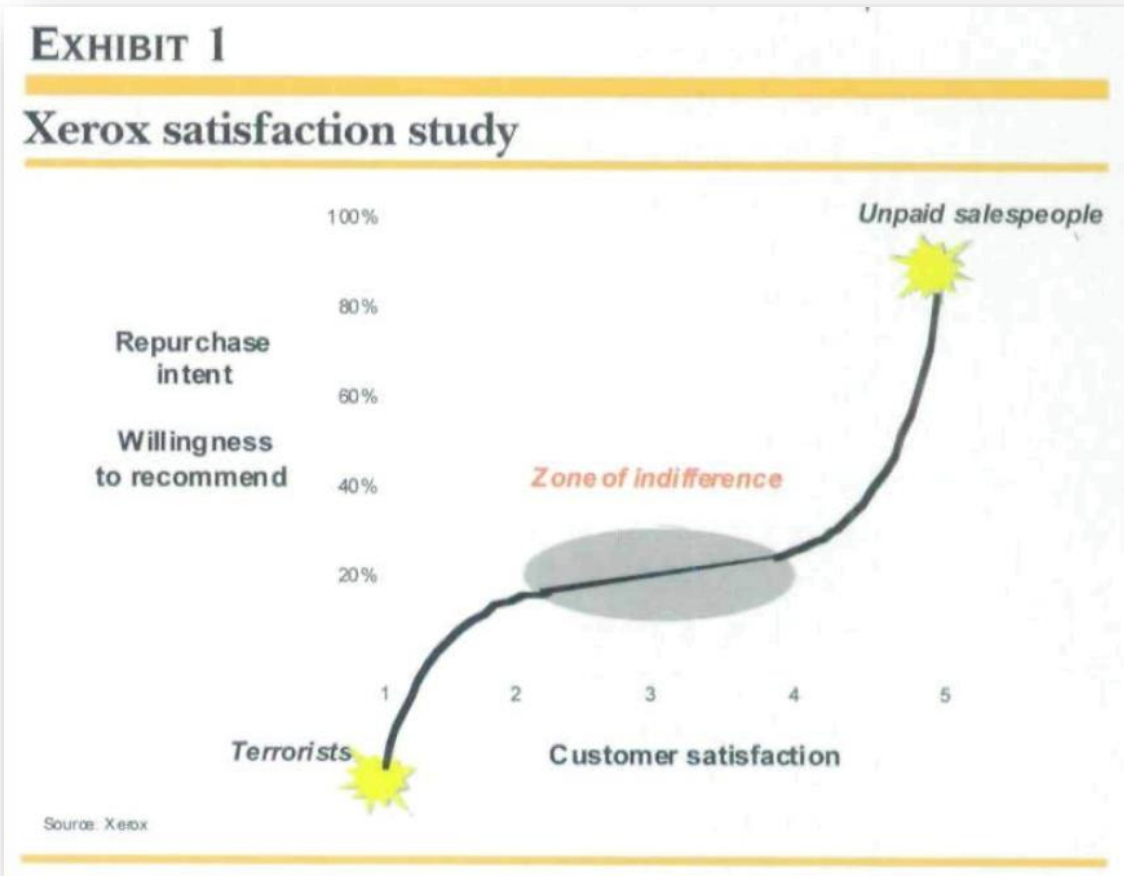 EXHIBIT 1
Xerox satisfaction study
100%
Unpaid salespeople
80%
Repurchase
intent
60%
Willingness
to recommend
40%
Zone of indifference
20%
1 2 3 4 5
Terrorists
Customer satisfaction
Source: Xerox